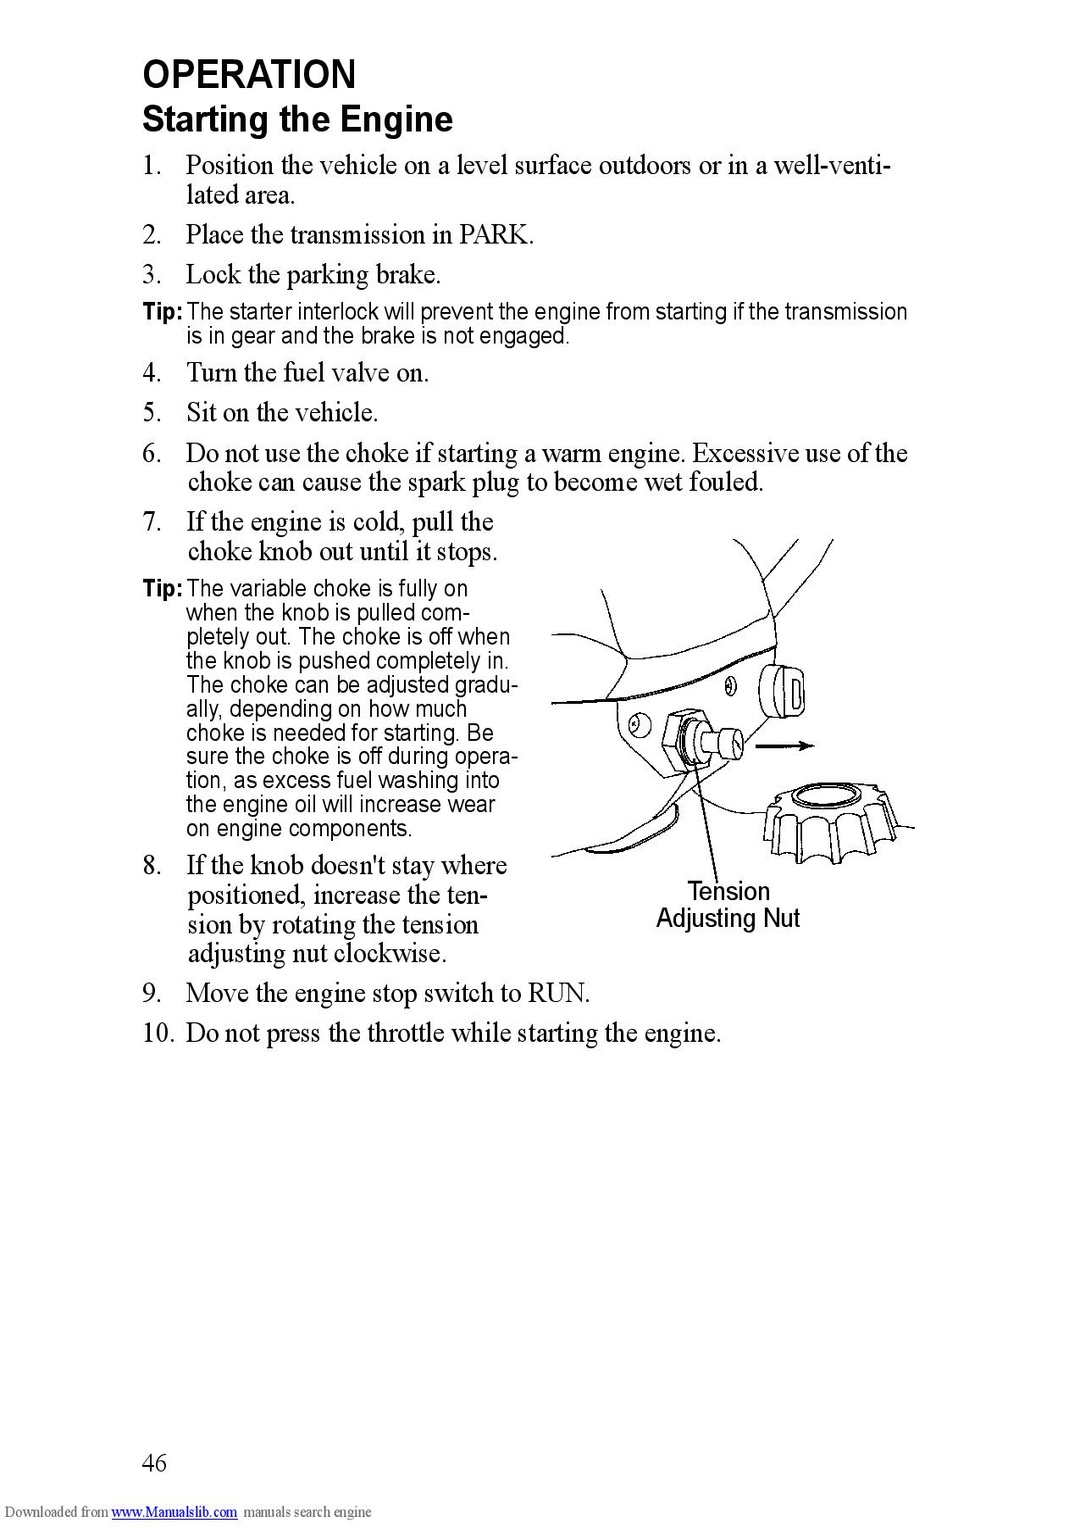 OPERATION
Starting the Engine
1. Position the vehicle on a level surface outdoors or in a well-venti-
lated area.
2. Place the transmission in PARK.
3. Lock the parking brake.
Tip: The starter interlock will prevent the engine from starting if the transmission
is in gear and the brake is not engaged.
4. Turn the fuel valve on.
5. Sit on the vehicle.
6. Do not use the choke if starting a warm engine. Excessive use of the
choke can cause the spark plug to become wet fouled.
7. If the engine is cold, pull the
choke knob out until it stops.
Tip: The variable choke is fully on
when the knob is pulled com-
pletely out. The choke is off when
the knob is pushed completely in.
The choke can be adjusted gradu-
ally, depending on how much
choke is needed for starting. Be
sure the choke is off during opera-
tion, as excess fuel washing into
the engine oil will increase wear
on engine components.
8. If the knob doesn't stay where
positioned, increase the ten-
sion by rotating the tension
adjusting nut clockwise.
Tension
Adjusting Nut
9. Move the engine stop switch to RUN.
10. Do not press the throttle while starting the engine.
46
Downloaded from www.Manualslib.com manuals search engine